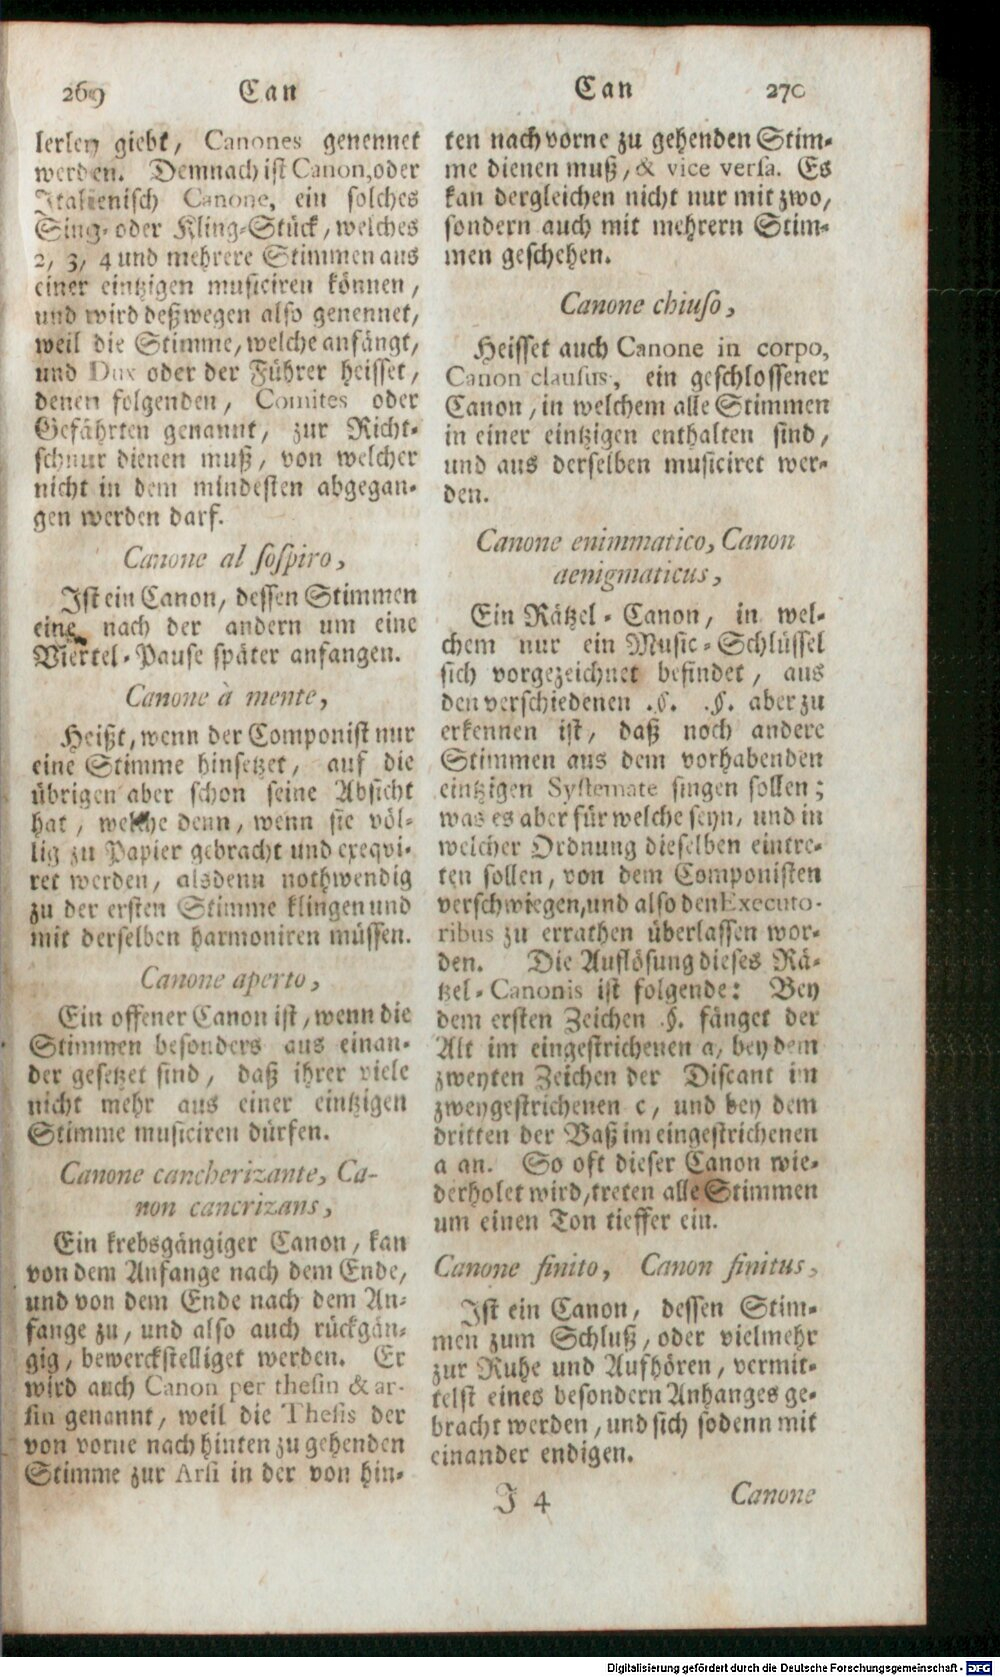 269 Can
lerley giebt, Canones genennet
werden. Demnach ist Canon, oder
Italienisch Canone, ein solches
Sing- oder Kling-Stück, welches
2, 3, 4 und mehrere Stimmen aus
einer eintzigen musiciren können,
und wird deßwegen also genennet,
weil die Stimme, welche anfängt,
und Dux oder der Führer heisset,
denen folgenden, Comites oder
Gefährten genannt, zur Richt-
schnur dienen muß, von welcher
nicht in dem mindesten abgegan-
gen werden darf.
Canone al sospiro,
Ist ein Canon, dessen Stimmen
eine nach der andern um eine
Viertel-Pause später anfangen.
Canone à mente,
Heißt, wenn der Componist nur
eine Stimme hinsetzet, auf die
übrigen aber schon seine Absicht
hat, welche denn, wenn sie völ-
lig zu Papier gebracht und exeqvi-
ret werden, alsdenn nothwendig
zu der ersten Stimme klingen und
mit derselben harmoniren müssen.
Canone aperto,
Ein offener Canon ist, wenn die
Stimmen besonders aus einan-
der gesetzet sind, daß ihrer viele
nicht mehr aus einer eintzigen
Stimme musiciren dürfen.
Canone cancherizante, Ca-
non cancrizans,
Ein krebsgängiger Canon, kan
von dem Anfange nach dem Ende,
und von dem Ende nach dem An-
fange zu, und also auch rückgän-
gig, bewerckstelliget werden. Er
wird auch Canon per thesin & ar-
sin genannt, weil die Thesis der
von vorne nach hinten zu gehenden
Stimme zur Arsi in der von hin-
Can 270
ten nach vorne zu gehenden Stim-
me dienen muß, & vice versa. Es
kan dergleichen nicht nur mit zwo,
sondern auch mit mehrern Stim-
men geschehen.
Canone chiuso,
Heisset auch Canone in corpo,
Canon clausus, ein geschlossener
Canon, in welchem alle Stimmen
in einer eintzigen enthalten sind,
und aus derselben musiciret wer-
den.
Canone enimmatico, Canon
aenigmaticus,
Ein Rätzel-Canon, in wel-
chem nur ein Music-Schlüssel
sich vorgezeichnet befindet, aus
den verschiedenen .§. .§. aber zu
erkennen ist, daß noch andere
Stimmen aus dem vorhabenden
eintzigen Systemate singen sollen;
was es aber für welche seyn, und in
welcher Ordnung dieselben eintre-
ten sollen, von dem Componisten
verschwiegen, und also den Executo-
ribus zu errathen überlassen wor-
den. Die Auflösung dieses Rä-
tzel-Canonis ist folgende: Bey
dem ersten Zeichen .§. fänget der
Alt im eingestrichenen a, bey dem
zweyten Zeichen der Discant im
zweygestrichenen c, und bey dem
dritten der Baß im eingestrichenen
a an. So oft dieser Canon wie-
derholet wird, treten alle Stimmen
um einen Ton tieffer ein.
Canone finito, Canon finitus,
Ist ein Canon, dessen Stim-
men zum Schluß, oder vielmehr
zur Ruhe und Aufhören, vermit-
telst eines besondern Anhanges ge-
bracht werden, und sich sodenn mit
einander endigen.
J 4 Canone
Digitalisierung gefördert durch die Deutsche Forschungsgemeinschaft - DFG